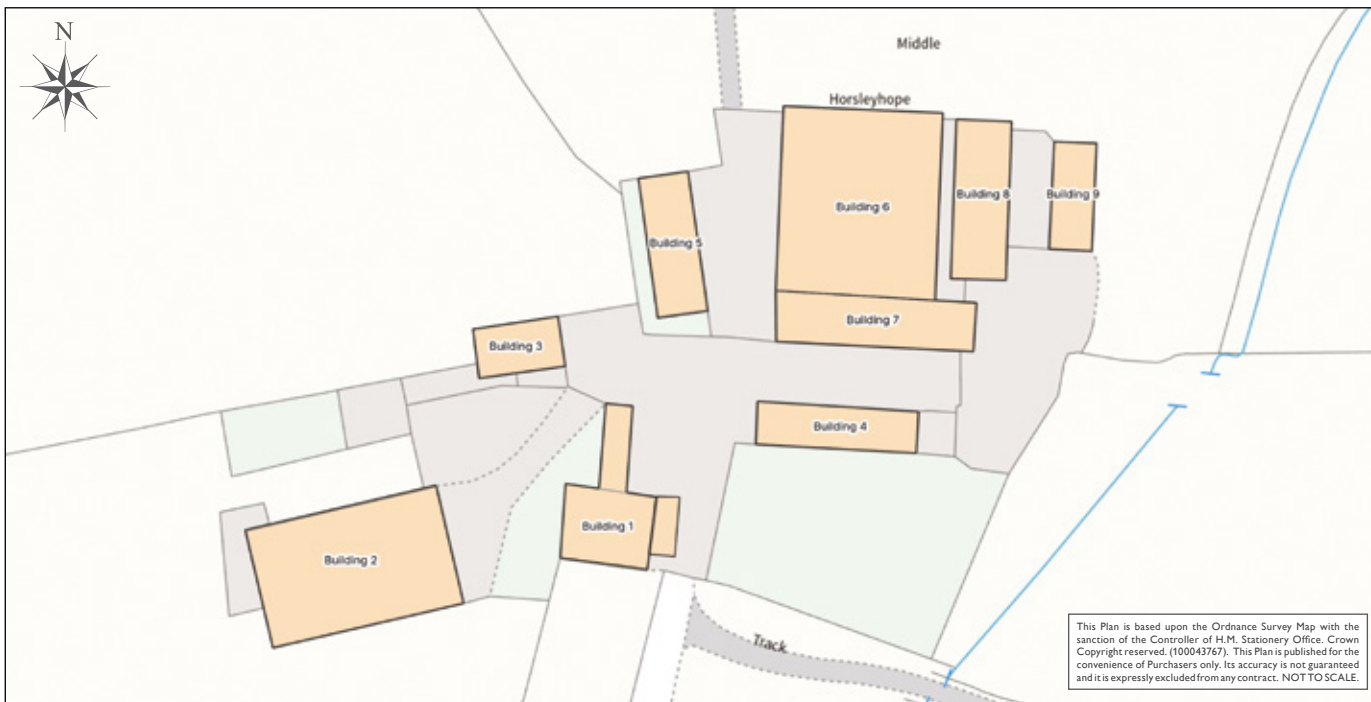 N
Middle
Horsleyhope
Building 6
Building 8
Building 9
Building 5
Building 7
Building 3
Building 4
Building 1
Building 2
Track
This Plan is based upon the Ordnance Survey Map with the
sanction of the Controller of H.M. Stationery Office. Crown
Copyright reserved. (100043767). This Plan is published for the
convenience of Purchasers only. Its accuracy is not guaranteed
and it is expressly excluded from any contract. NOT TO SCALE.